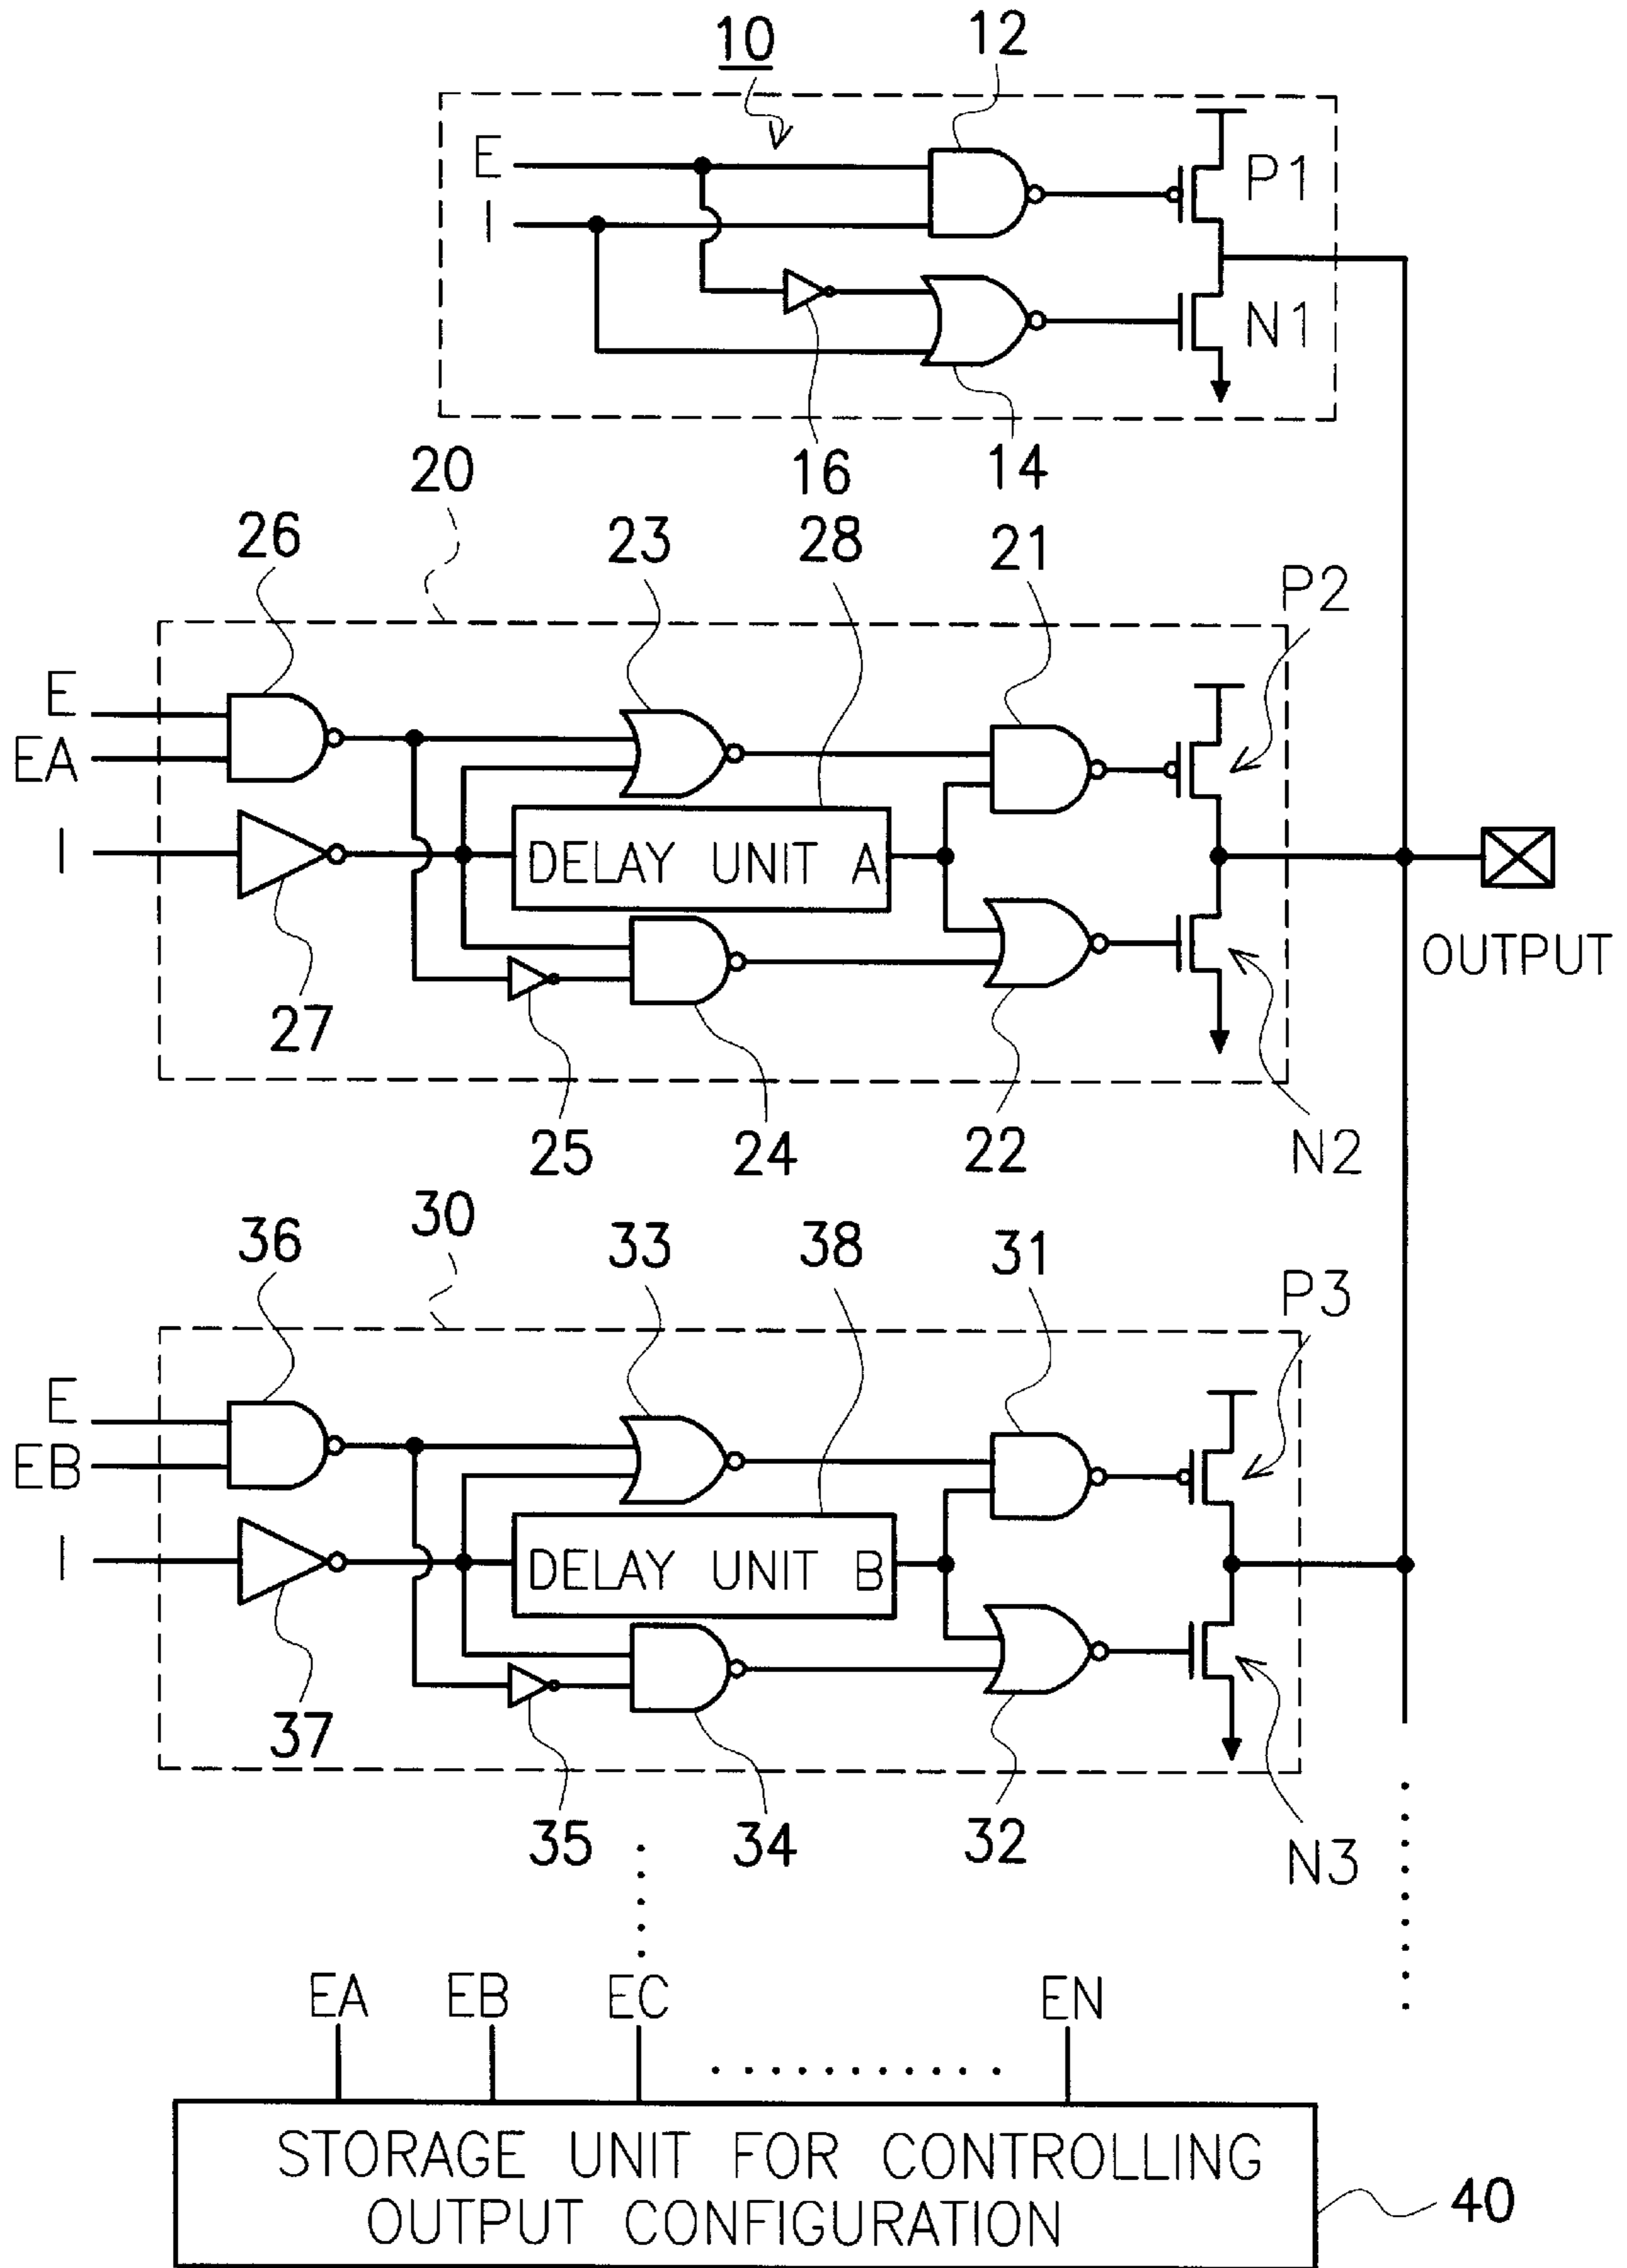 10 12
E P1
I
N1
16 14
20
26 23 28 21
P2
E
EA
I DELAY UNIT A
OUTPUT
27
25 24 22 N2
30
36 33 38 31
P3
E
EB
I DELAY UNIT B
37
35 34 32 N3
EA EB EC EN
STORAGE UNIT FOR CONTROLLING
OUTPUT CONFIGURATION
40